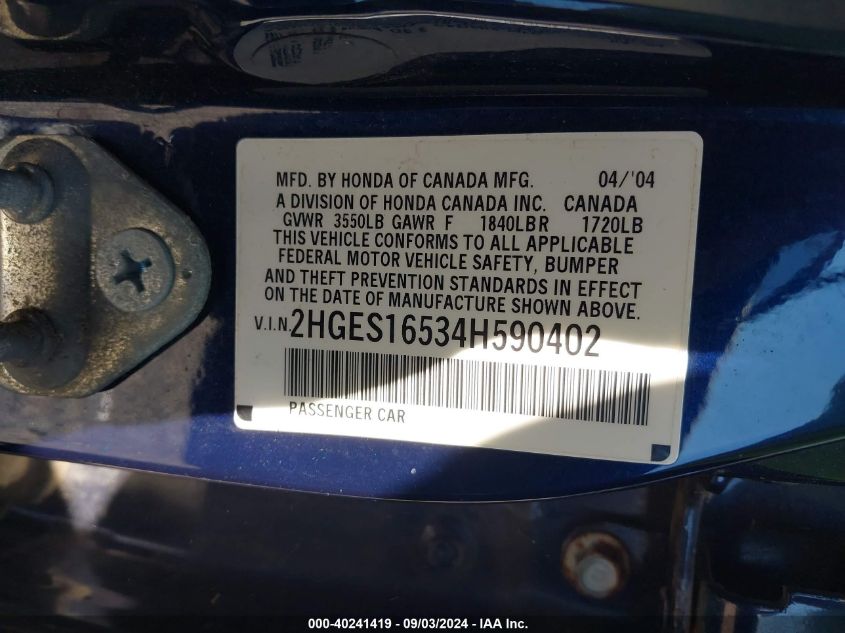 MFD. BY HONDA OF CANADA MFG. 04/'04
A DIVISION OF HONDA CANADA INC. CANADA
GVWR 3550LB GAWR F 1840LB R 1720LB
THIS VEHICLE CONFORMS TO ALL APPLICABLE
FEDERAL MOTOR VEHICLE SAFETY, BUMPER
AND THEFT PREVENTION STANDARDS IN EFFECT
ON THE DATE OF MANUFACTURE SHOWN ABOVE.
V.I.N. 2HGES16534H590402
PASSENGER CAR
000-40241419 - 09/03/2024 - IAA Inc.